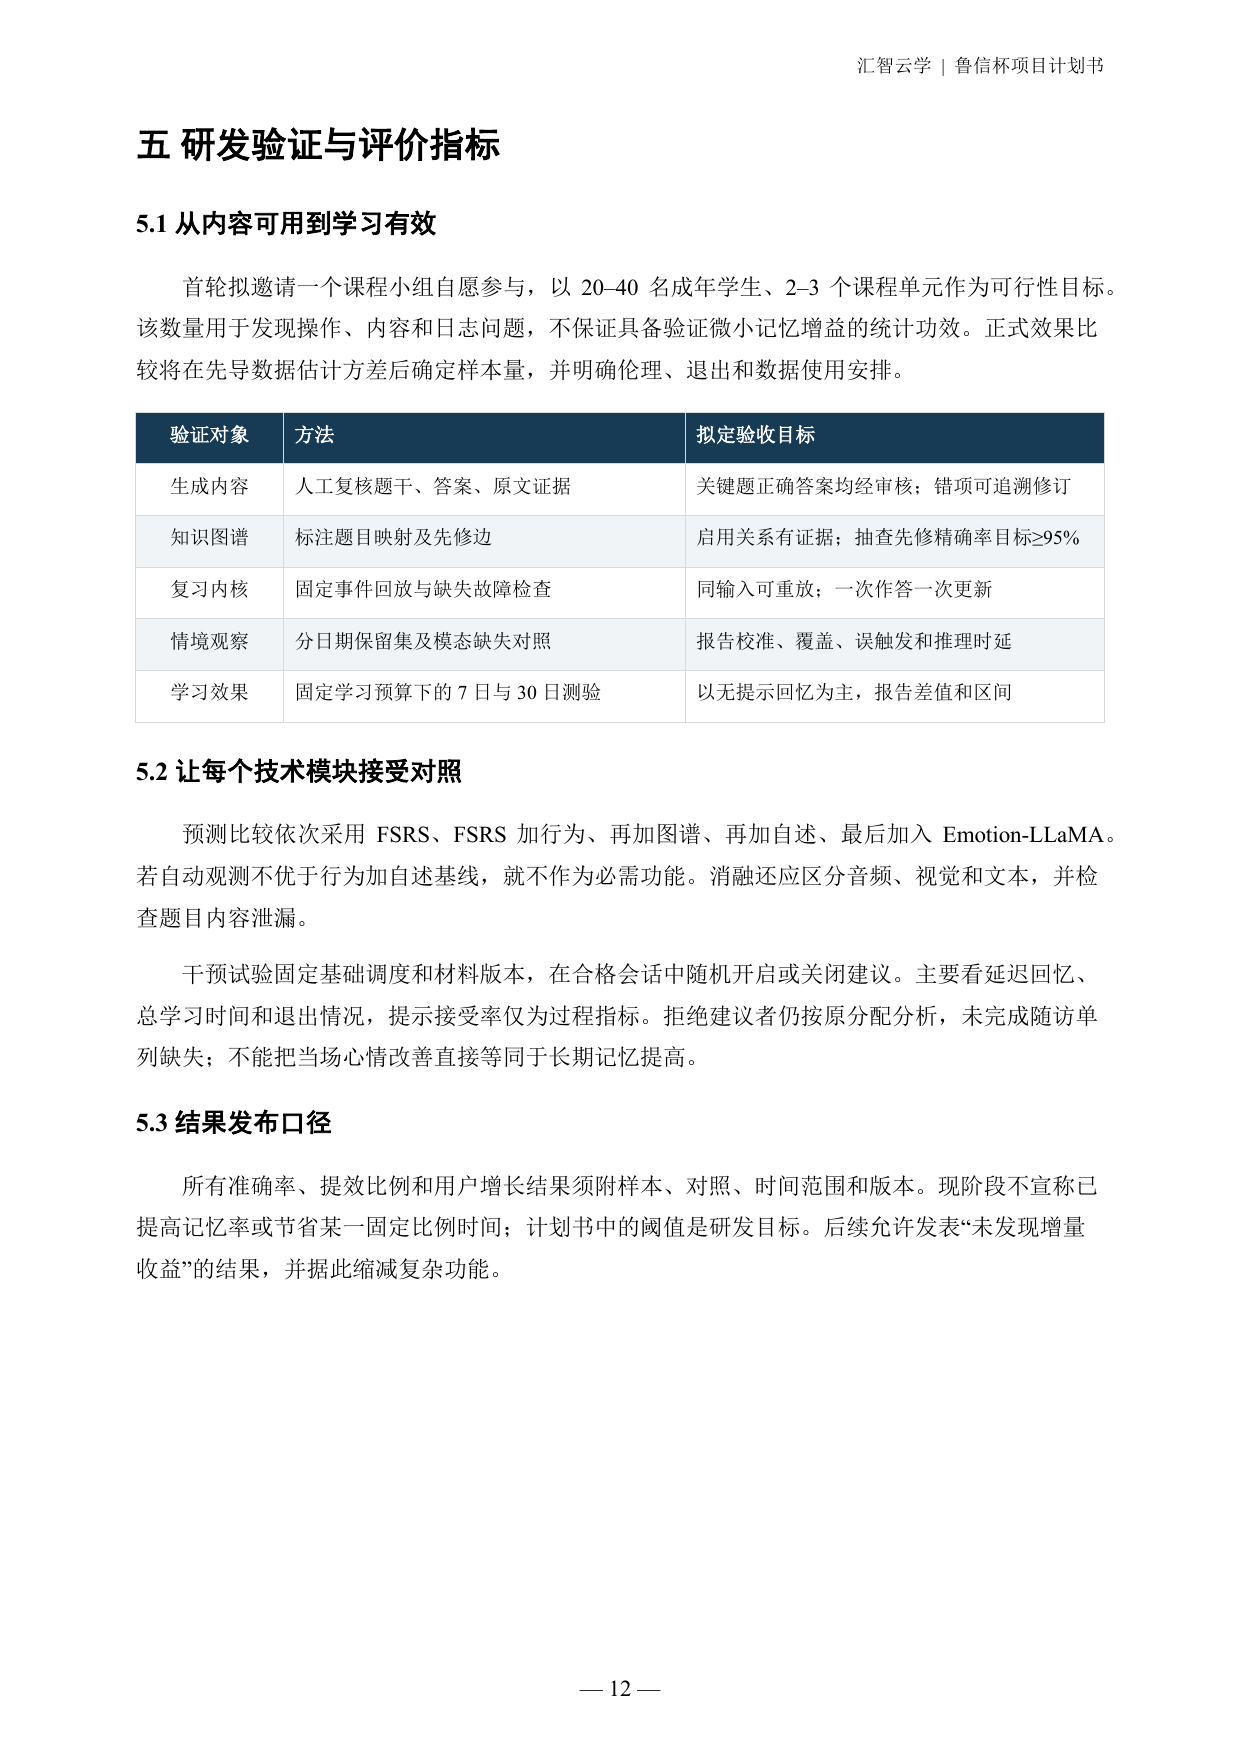 汇智云学 | 鲁信杯项目计划书
五 研发验证与评价指标
5.1 从内容可用到学习有效
首轮拟邀请一个课程小组自愿参与，以 20–40 名成年学生、2–3 个课程单元作为可行性目标。
该数量用于发现操作、内容和日志问题，不保证具备验证微小记忆增益的统计功效。正式效果比
较将在先导数据估计方差后确定样本量，并明确伦理、退出和数据使用安排。
验证对象 方法 拟定验收目标
生成内容 人工复核题干、答案、原文证据 关键题正确答案均经审核；错项可追溯修订
知识图谱 标注题目映射及先修边 启用关系有证据；抽查先修精确率目标≥95%
复习内核 固定事件回放与缺失故障检查 同输入可重放；一次作答一次更新
情境观察 分日期保留集及模态缺失对照 报告校准、覆盖、误触发和推理时延
学习效果 固定学习预算下的 7 日与 30 日测验 以无提示回忆为主，报告差值和区间
5.2 让每个技术模块接受对照
预测比较依次采用 FSRS、FSRS 加行为、再加图谱、再加自述、最后加入 Emotion-LLaMA。
若自动观测不优于行为加自述基线，就不作为必需功能。消融还应区分音频、视觉和文本，并检
查题目内容泄漏。
干预试验固定基础调度和材料版本，在合格会话中随机开启或关闭建议。主要看延迟回忆、
总学习时间和退出情况，提示接受率仅为过程指标。拒绝建议者仍按原分配分析，未完成随访单
列缺失；不能把当场心情改善直接等同于长期记忆提高。
5.3 结果发布口径
所有准确率、提效比例和用户增长结果须附样本、对照、时间范围和版本。现阶段不宣称已
提高记忆率或节省某一固定比例时间；计划书中的阈值是研发目标。后续允许发表“未发现增量
收益”的结果，并据此缩减复杂功能。
— 12 —